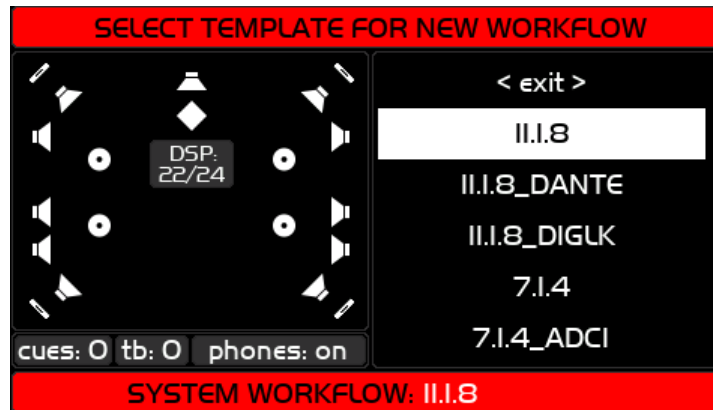 SELECT TEMPLATE FOR NEW WORKFLOW
DSP:
22/24
cues: 0 tb: 0 phones: on
< exit >
11.1.8
11.1.8_DANTE
11.1.8_DIGLK
7.1.4
7.1.4_ADCI
SYSTEM WORKFLOW: 11.1.8